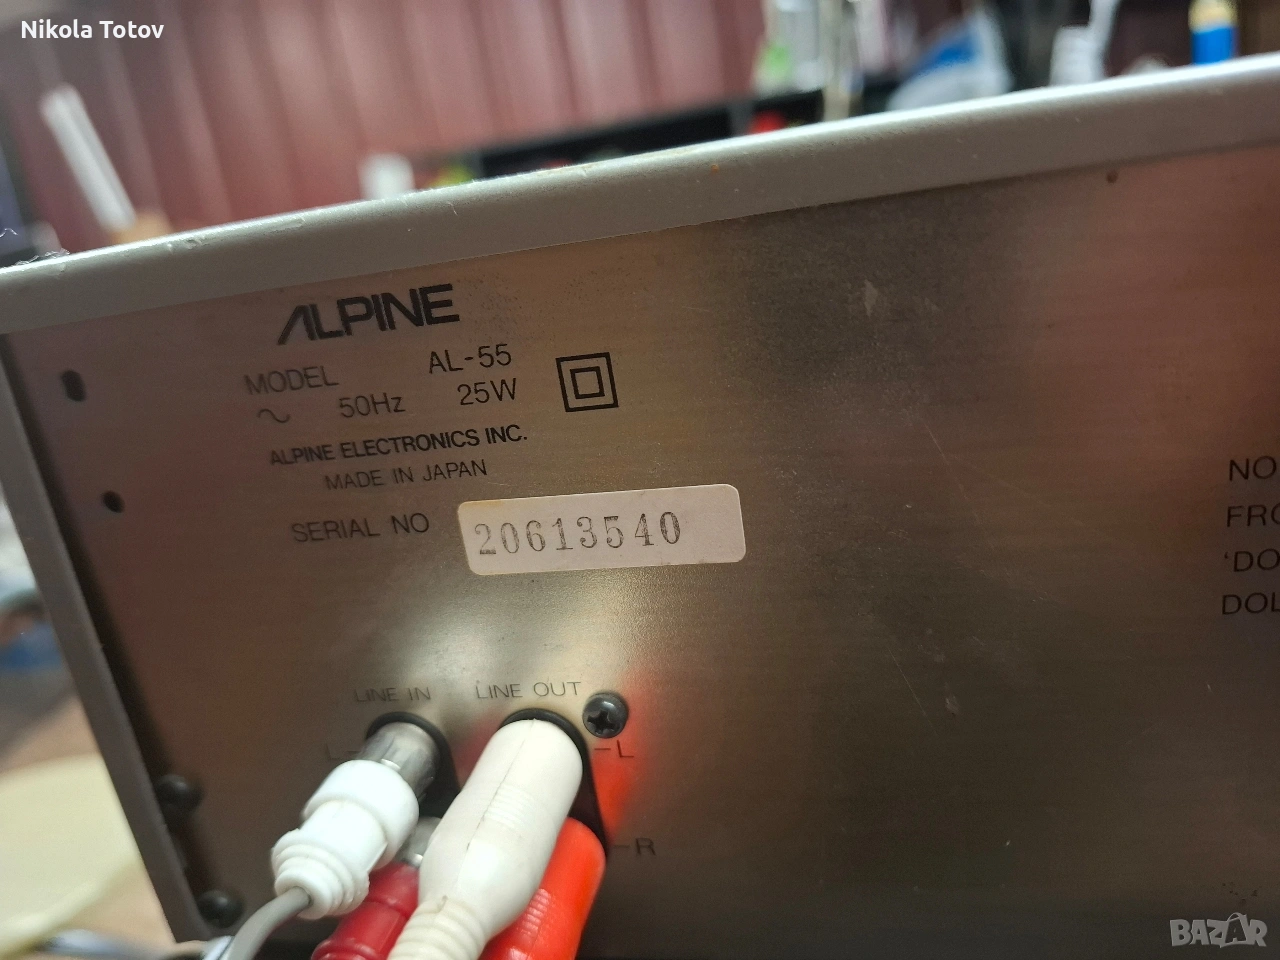 Nikola Totov
ALPINE
MODEL AL-55
50Hz 25W
ALPINE ELECTRONICS INC.
MADE IN JAPAN
SERIAL NO 20613540
NO
FRO
'DO
DOL
LINE IN LINE OUT
L- -L
-R
BAZAR